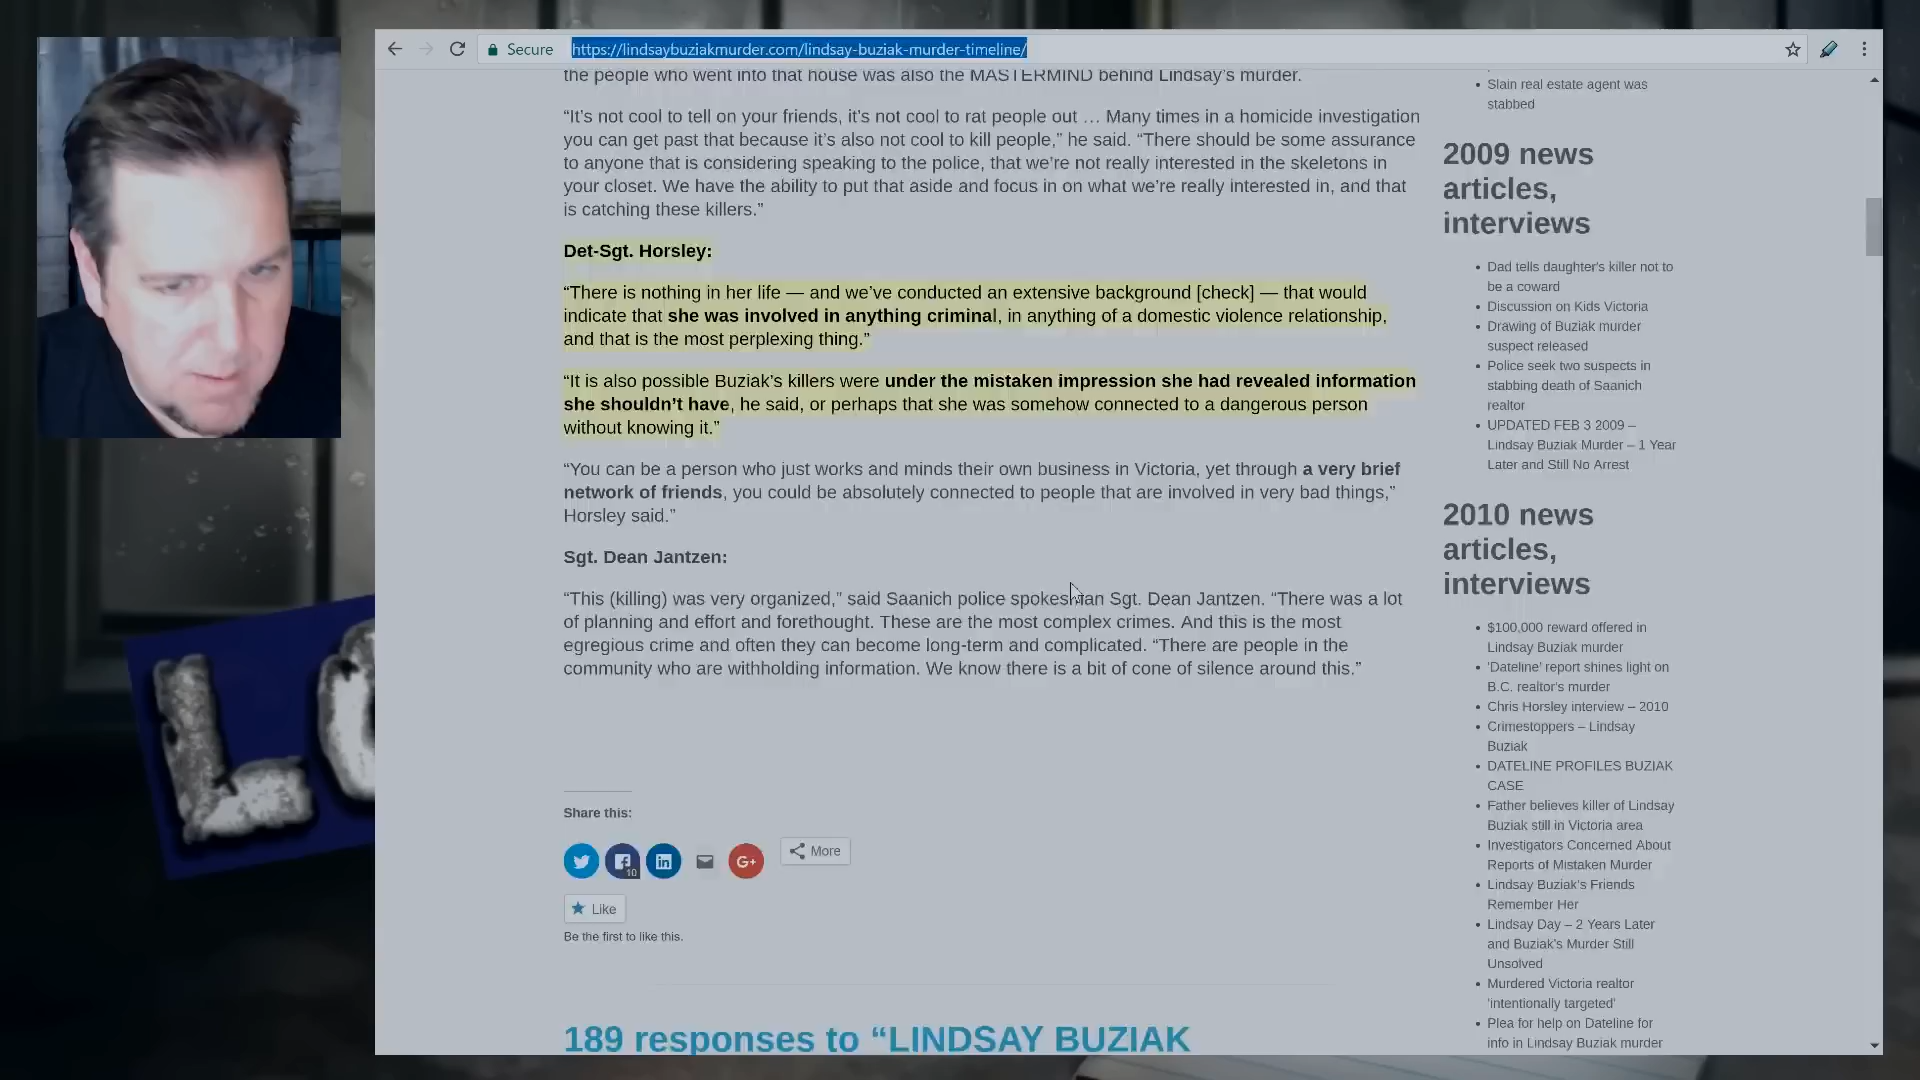 Secure https://lindsaybuziakmurder.com/lindsay-buziak-murder-timeline/
the people who went into that house was also the MASTERMIND behind Lindsay's murder.
“It's not cool to tell on your friends, it's not cool to rat people out … Many times in a homicide investigation
you can get past that because it's also not cool to kill people,” he said. “There should be some assurance
to anyone that is considering speaking to the police, that we're not really interested in the skeletons in
your closet. We have the ability to put that aside and focus in on what we're really interested in, and that
is catching these killers.”
Det-Sgt. Horsley:
“There is nothing in her life — and we've conducted an extensive background [check] — that would
indicate that she was involved in anything criminal, in anything of a domestic violence relationship,
and that is the most perplexing thing.”
“It is also possible Buziak's killers were under the mistaken impression she had revealed information
she shouldn't have, he said, or perhaps that she was somehow connected to a dangerous person
without knowing it.”
“You can be a person who just works and minds their own business in Victoria, yet through a very brief
network of friends, you could be absolutely connected to people that are involved in very bad things,”
Horsley said.”
Sgt. Dean Jantzen:
“This (killing) was very organized,” said Saanich police spokesman Sgt. Dean Jantzen. “There was a lot
of planning and effort and forethought. These are the most complex crimes. And this is the most
egregious crime and often they can become long-term and complicated. “There are people in the
community who are withholding information. We know there is a bit of cone of silence around this.”
Share this:
10
G+
More
Like
Be the first to like this.
189 responses to “LINDSAY BUZIAK
Slain real estate agent was
stabbed
2009 news
articles,
interviews
Dad tells daughter's killer not to
be a coward
Discussion on Kids Victoria
Drawing of Buziak murder
suspect released
Police seek two suspects in
stabbing death of Saanich
realtor
UPDATED FEB 3 2009 –
Lindsay Buziak Murder – 1 Year
Later and Still No Arrest
2010 news
articles,
interviews
$100,000 reward offered in
Lindsay Buziak murder
'Dateline' report shines light on
B.C. realtor's murder
Chris Horsley interview – 2010
Crimestoppers – Lindsay
Buziak
DATELINE PROFILES BUZIAK
CASE
Father believes killer of Lindsay
Buziak still in Victoria area
Investigators Concerned About
Reports of Mistaken Murder
Lindsay Buziak's Friends
Remember Her
Lindsay Day – 2 Years Later
and Buziak's Murder Still
Unsolved
Murdered Victoria realtor
'intentionally targeted'
Plea for help on Dateline for
info in Lindsay Buziak murder